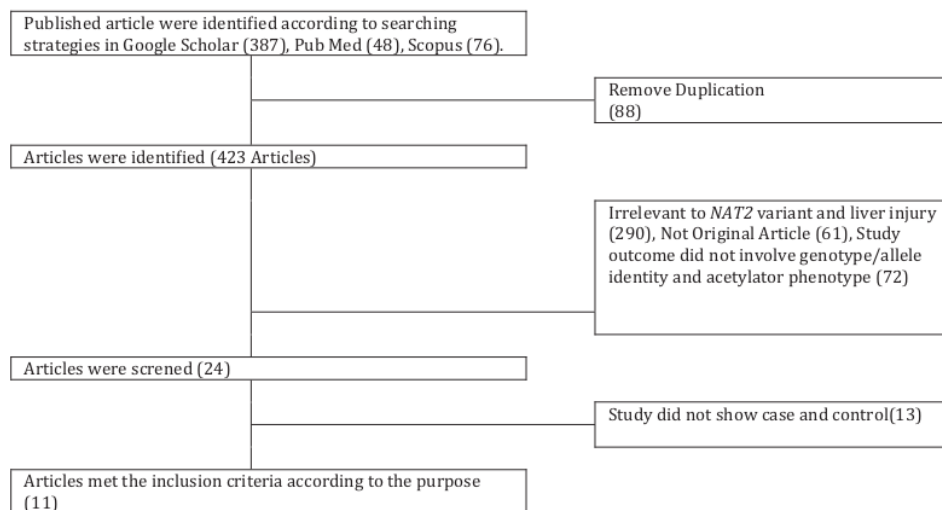 Published article were identified according to searching
strategies in Google Scholar (387), Pub Med (48), Scopus (76).
Remove Duplication
(88)
Articles were identified (423 Articles)
Irrelevant to NAT2 variant and liver injury
(290), Not Original Article (61), Study
outcome did not involve genotype/allele
identity and acetylator phenotype (72)
Articles were screned (24)
Study did not show case and control(13)
Articles met the inclusion criteria according to the purpose
(11)